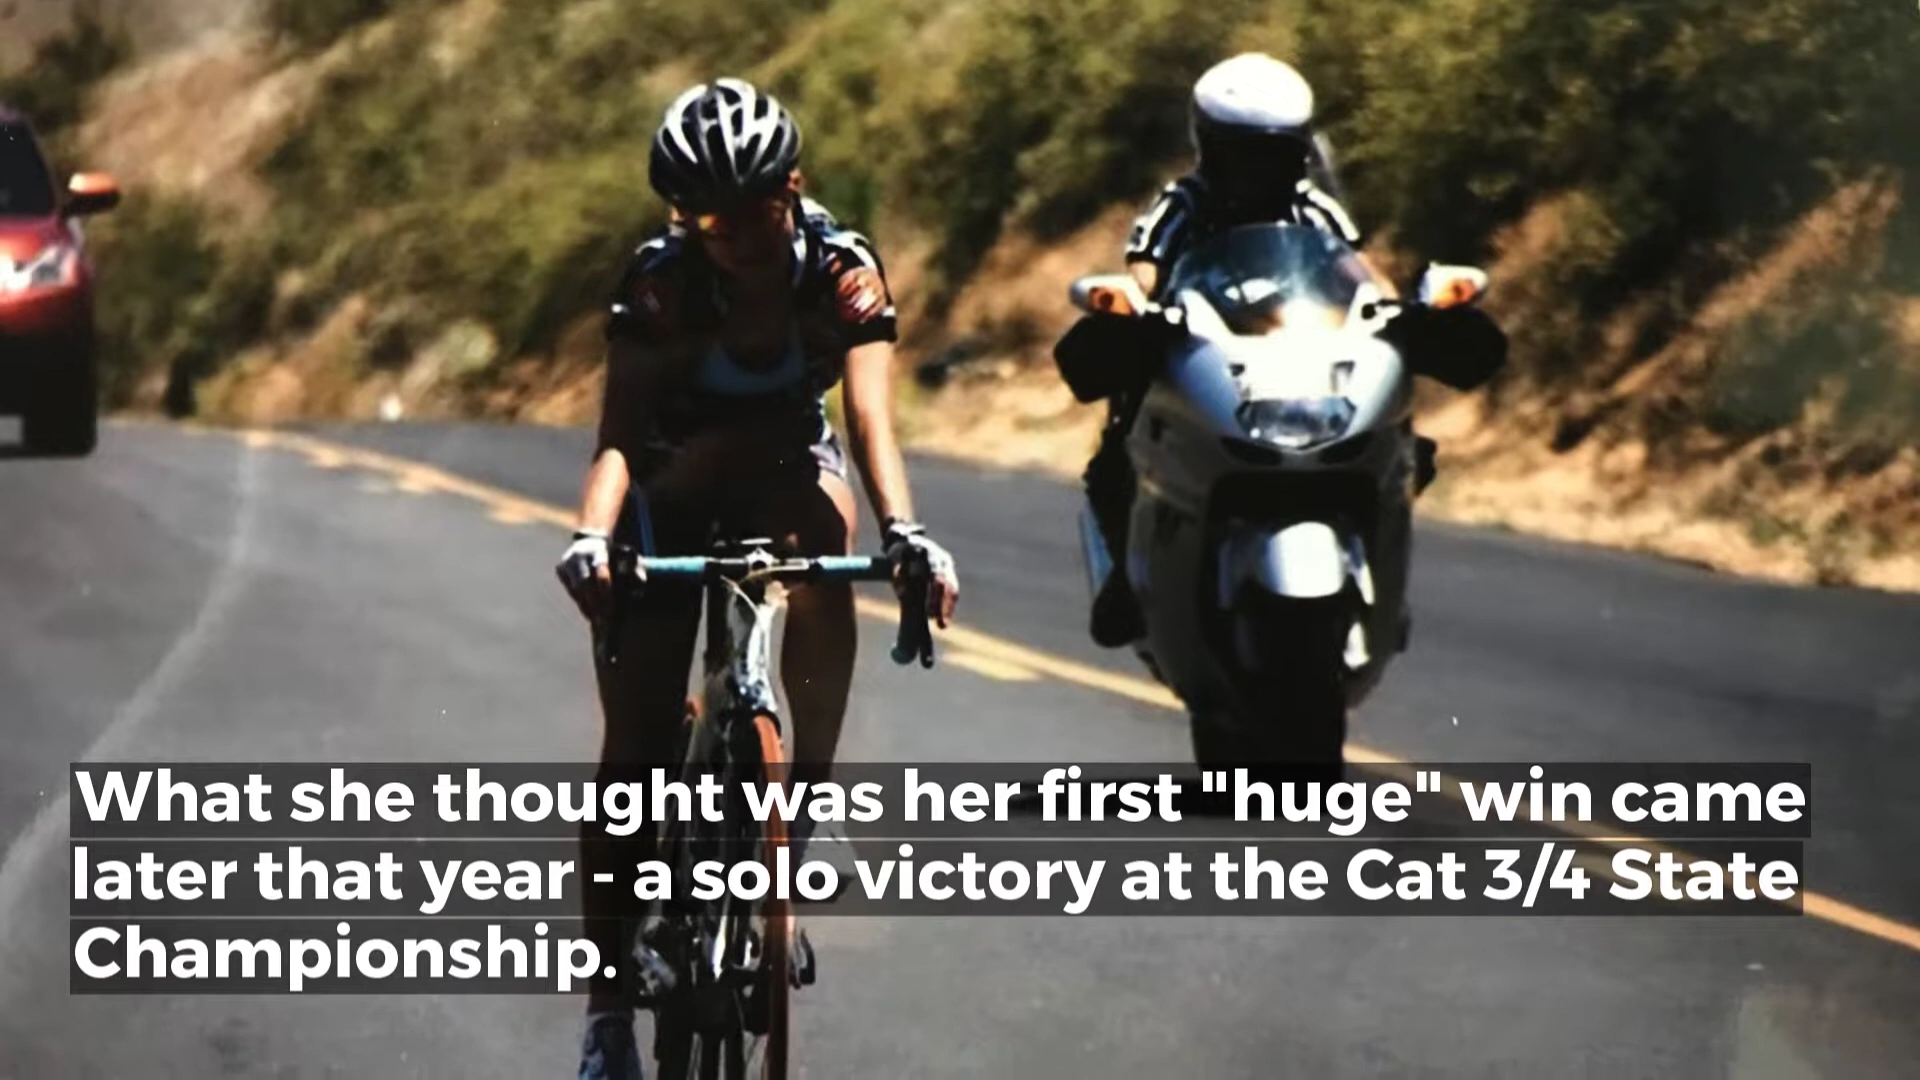 What she thought was her first "huge" win came
later that year - a solo victory at the Cat 3/4 State
Championship.